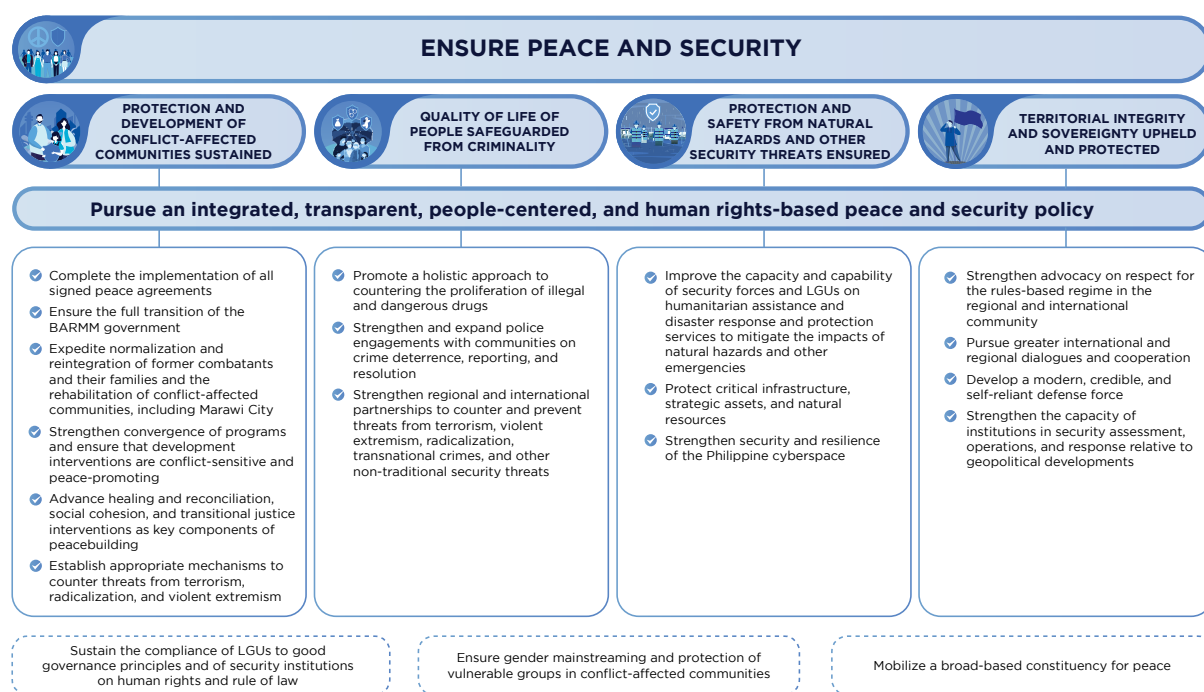 ENSURE PEACE AND SECURITY
PROTECTION AND
DEVELOPMENT OF
CONFLICT-AFFECTED
COMMUNITIES SUSTAINED
QUALITY OF LIFE OF
PEOPLE SAFEGUARDED
FROM CRIMINALITY
PROTECTION AND
SAFETY FROM NATURAL
HAZARDS AND OTHER
SECURITY THREATS ENSURED
TERRITORIAL INTEGRITY
AND SOVEREIGNTY UPHELD
AND PROTECTED
Pursue an integrated, transparent, people-centered, and human rights-based peace and security policy
Complete the implementation of all
signed peace agreements
Ensure the full transition of the
BARMM government
Expedite normalization and
reintegration of former combatants
and their families and the
rehabilitation of conflict-affected
communities, including Marawi City
Strengthen convergence of programs
and ensure that development
interventions are conflict-sensitive and
peace-promoting
Advance healing and reconciliation,
social cohesion, and transitional justice
interventions as key components of
peacebuilding
Establish appropriate mechanisms to
counter threats from terrorism,
radicalization, and violent extremism
Promote a holistic approach to
countering the proliferation of illegal
and dangerous drugs
Strengthen and expand police
engagements with communities on
crime deterrence, reporting, and
resolution
Strengthen regional and international
partnerships to counter and prevent
threats from terrorism, violent
extremism, radicalization,
transnational crimes, and other
non-traditional security threats
Improve the capacity and capability
of security forces and LGUs on
humanitarian assistance and
disaster response and protection
services to mitigate the impacts of
natural hazards and other
emergencies
Protect critical infrastructure,
strategic assets, and natural
resources
Strengthen security and resilience
of the Philippine cyberspace
Strengthen advocacy on respect for
the rules-based regime in the
regional and international
community
Pursue greater international and
regional dialogues and cooperation
Develop a modern, credible, and
self-reliant defense force
Strengthen the capacity of
institutions in security assessment,
operations, and response relative to
geopolitical developments
Sustain the compliance of LGUs to good
governance principles and of security institutions
on human rights and rule of law
Ensure gender mainstreaming and protection of
vulnerable groups in conflict-affected communities
Mobilize a broad-based constituency for peace